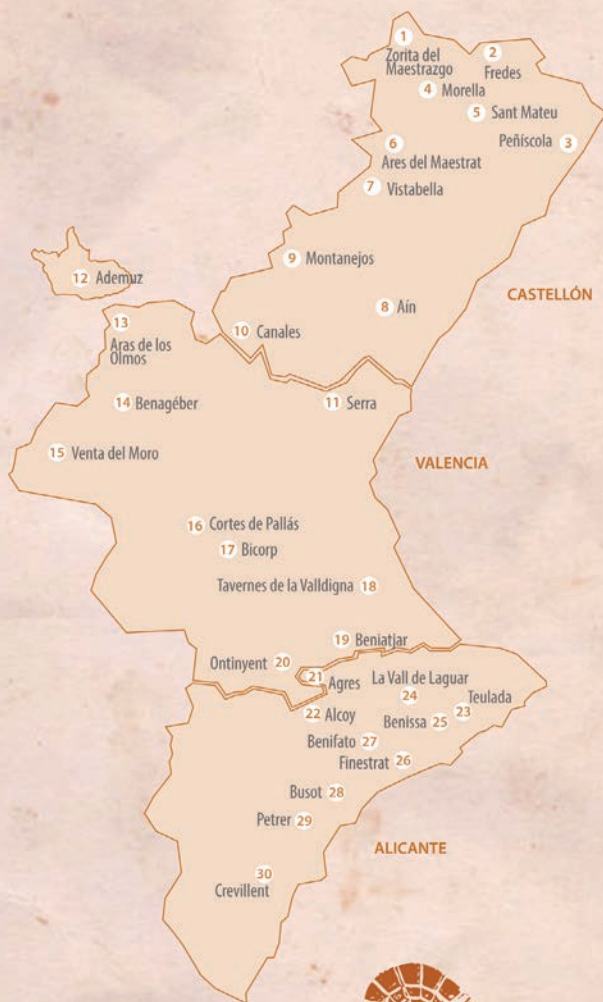 1
Zorita del
Maestrazgo
2
Fredes
4 Morella
5 Sant Mateu
Peñíscola 3
6
Ares del Maestrat
7 Vistabella
9 Montanejos
12 Ademuz
8 Aín
CASTELLÓN
13
Aras de los
Olmos
10 Canales
14 Benagéber
11 Serra
15 Venta del Moro
VALENCIA
16 Cortes de Pallás
17 Bicorp
Tavernes de la Valldigna 18
19 Beniatjar
Ontinyent 20
21
Agres
La Vall de Laguar
24
Teulada
23
22 Alcoy
Benissa 25
Benifato 27
Finestrat 26
Busot 28
Petrer 29
ALICANTE
30
Crevillent